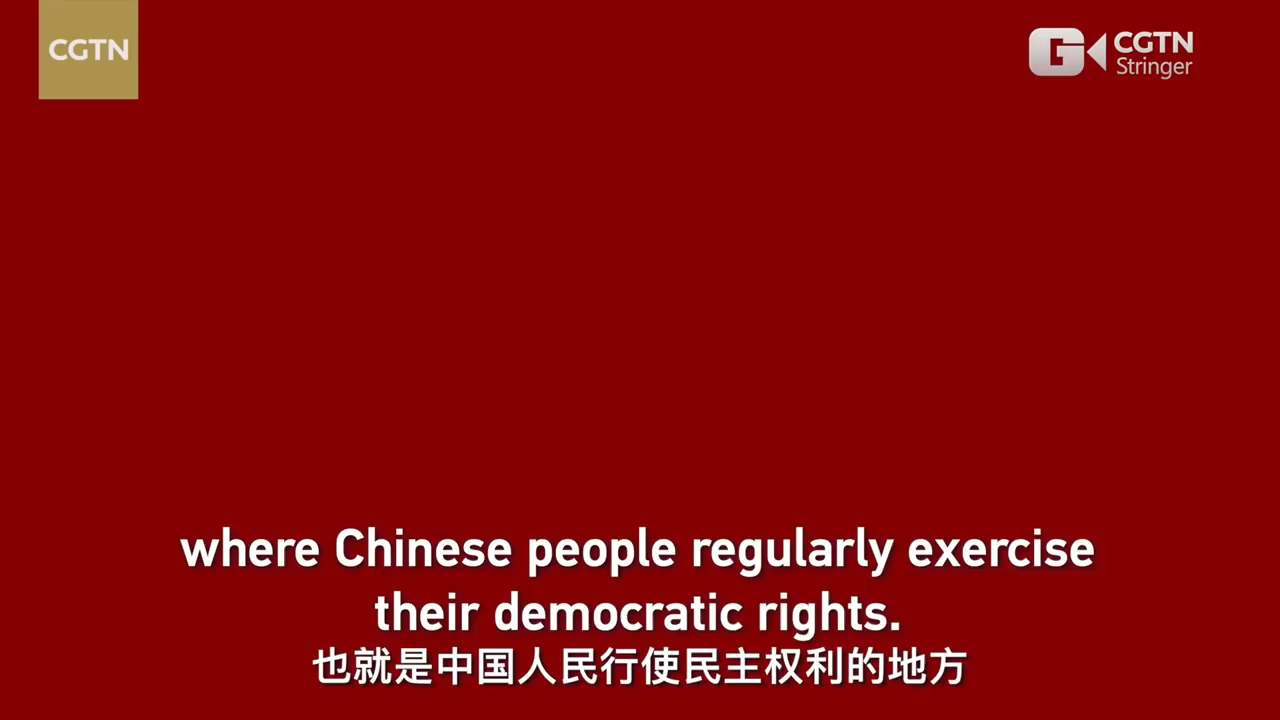 CGTN
CGTN
Stringer
where Chinese people regularly exercise
their democratic rights.
也就是中国人民行使民主权利的地方